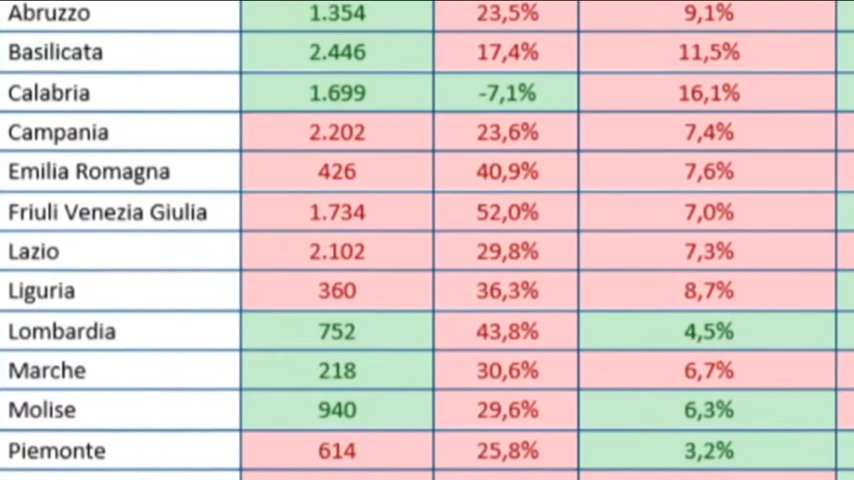 Abruzzo 1.354 23,5% 9,1%
Basilicata 2.446 17,4% 11,5%
Calabria 1.699 -7,1% 16,1%
Campania 2.202 23,6% 7,4%
Emilia Romagna 426 40,9% 7,6%
Friuli Venezia Giulia 1.734 52,0% 7,0%
Lazio 2.102 29,8% 7,3%
Liguria 360 36,3% 8,7%
Lombardia 752 43,8% 4,5%
Marche 218 30,6% 6,7%
Molise 940 29,6% 6,3%
Piemonte 614 25,8% 3,2%